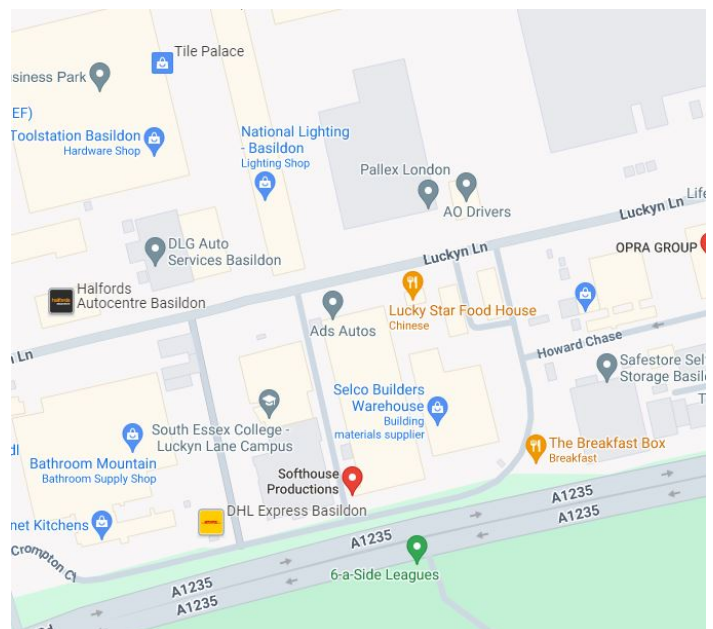 Tile Palace
siness Park
EF)
Toolstation Basildon
Hardware Shop
National Lighting
- Basildon
Lighting Shop
Pallex London
AO Drivers
Luckyn Ln
Life
OPRA GROUP
DLG Auto
Services Basildon
Luckyn Ln
halfords
Halfords
Autocentre Basildon
Lucky Star Food House
Chinese
Ads Autos
Howard Chase
n Ln
Safestore Sel
Storage Basild
T
Selco Builders
Warehouse
Building
materials supplier
South Essex College -
Luckyn Lane Campus
The Breakfast Box
Breakfast
dl
Bathroom Mountain
Bathroom Supply Shop
Softhouse
Productions
A1235
DHL Express Basildon
net Kitchens
A1235
A1235
Crompton Cl
6-a-Side Leagues
A1235
A1235